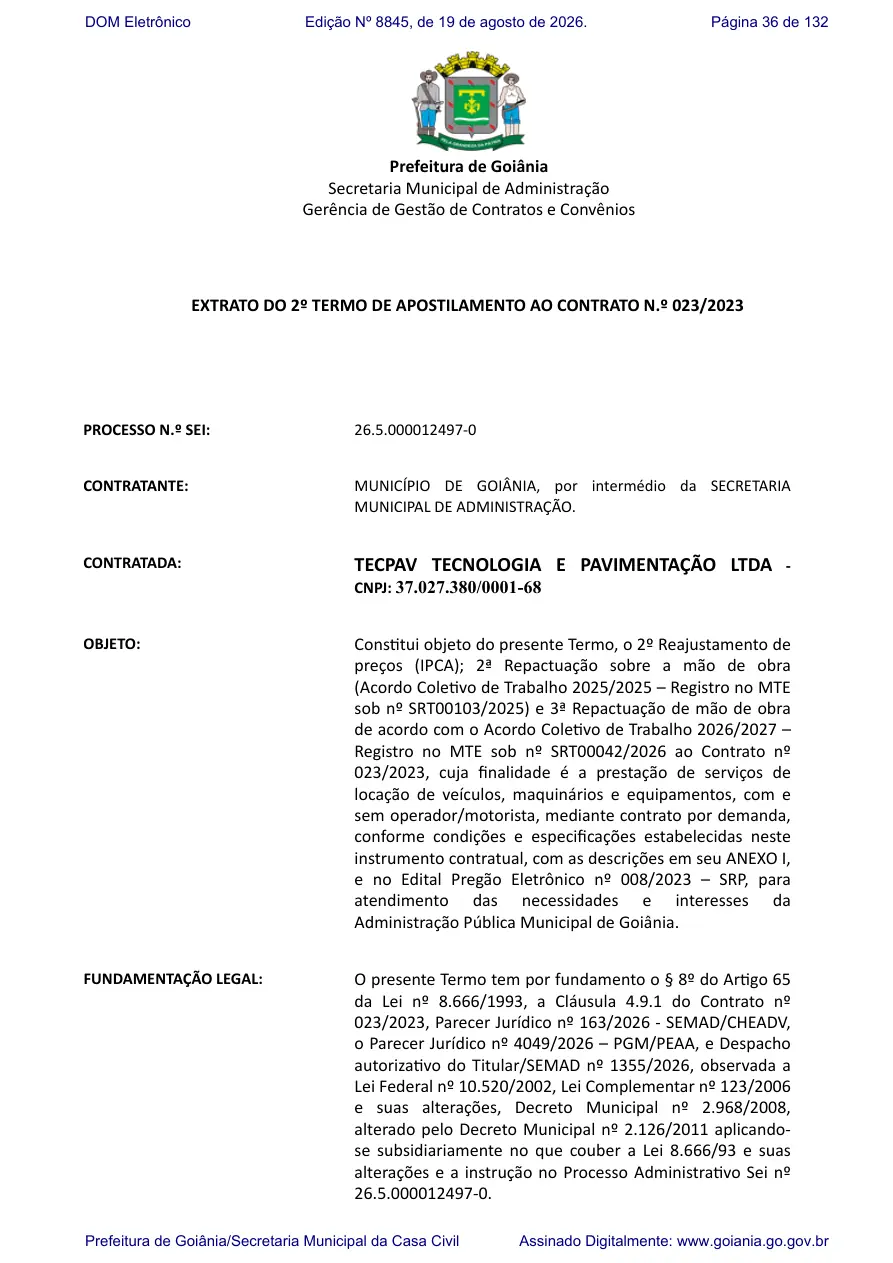 DOM Eletrônico Edição Nº 8845, de 19 de agosto de 2026. Página 36 de 132
PELA GRANDEZA DA PÁTRIA
Prefeitura de Goiânia
Secretaria Municipal de Administração
Gerência de Gestão de Contratos e Convênios
EXTRATO DO 2º TERMO DE APOSTILAMENTO AO CONTRATO N.º 023/2023
PROCESSO N.º SEI: 26.5.000012497-0
CONTRATANTE: MUNICÍPIO DE GOIÂNIA, por intermédio da SECRETARIA
MUNICIPAL DE ADMINISTRAÇÃO.
CONTRATADA: TECPAV TECNOLOGIA E PAVIMENTAÇÃO LTDA -
CNPJ: 37.027.380/0001-68
OBJETO: Constitui objeto do presente Termo, o 2º Reajustamento de
preços (IPCA); 2ª Repactuação sobre a mão de obra
(Acordo Coletivo de Trabalho 2025/2025 – Registro no MTE
sob nº SRT00103/2025) e 3ª Repactuação de mão de obra
de acordo com o Acordo Coletivo de Trabalho 2026/2027 –
Registro no MTE sob nº SRT00042/2026 ao Contrato nº
023/2023, cuja finalidade é a prestação de serviços de
locação de veículos, maquinários e equipamentos, com e
sem operador/motorista, mediante contrato por demanda,
conforme condições e especificações estabelecidas neste
instrumento contratual, com as descrições em seu ANEXO I,
e no Edital Pregão Eletrônico nº 008/2023 – SRP, para
atendimento das necessidades e interesses da
Administração Pública Municipal de Goiânia.
FUNDAMENTAÇÃO LEGAL: O presente Termo tem por fundamento o § 8º do Artigo 65
da Lei nº 8.666/1993, a Cláusula 4.9.1 do Contrato nº
023/2023, Parecer Jurídico nº 163/2026 - SEMAD/CHEADV,
o Parecer Jurídico nº 4049/2026 – PGM/PEAA, e Despacho
autorizativo do Titular/SEMAD nº 1355/2026, observada a
Lei Federal nº 10.520/2002, Lei Complementar nº 123/2006
e suas alterações, Decreto Municipal nº 2.968/2008,
alterado pelo Decreto Municipal nº 2.126/2011 aplicando-
se subsidiariamente no que couber a Lei 8.666/93 e suas
alterações e a instrução no Processo Administrativo Sei nº
26.5.000012497-0.
Prefeitura de Goiânia/Secretaria Municipal da Casa Civil Assinado Digitalmente: www.goiania.go.gov.br